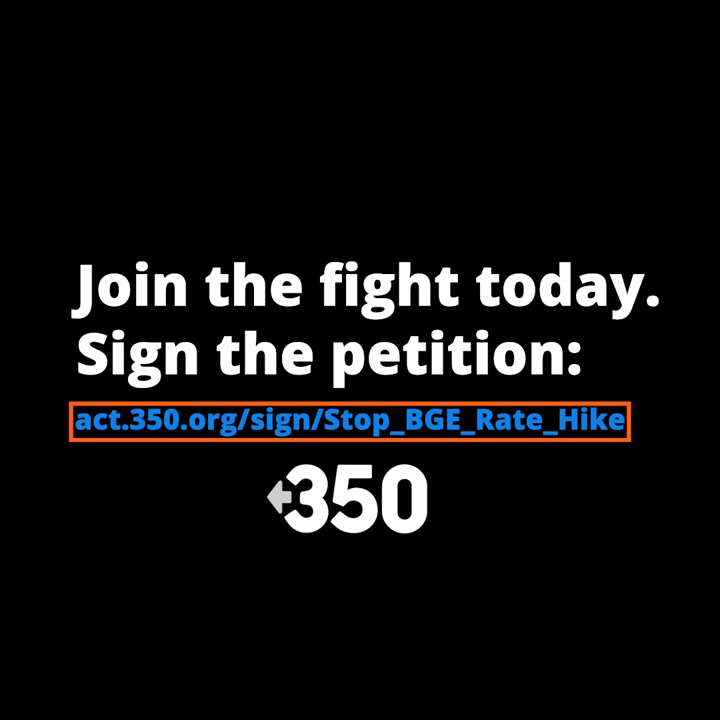 Join the fight today.
Sign the petition:
act.350.org/sign/Stop_BGE_Rate_Hike
350